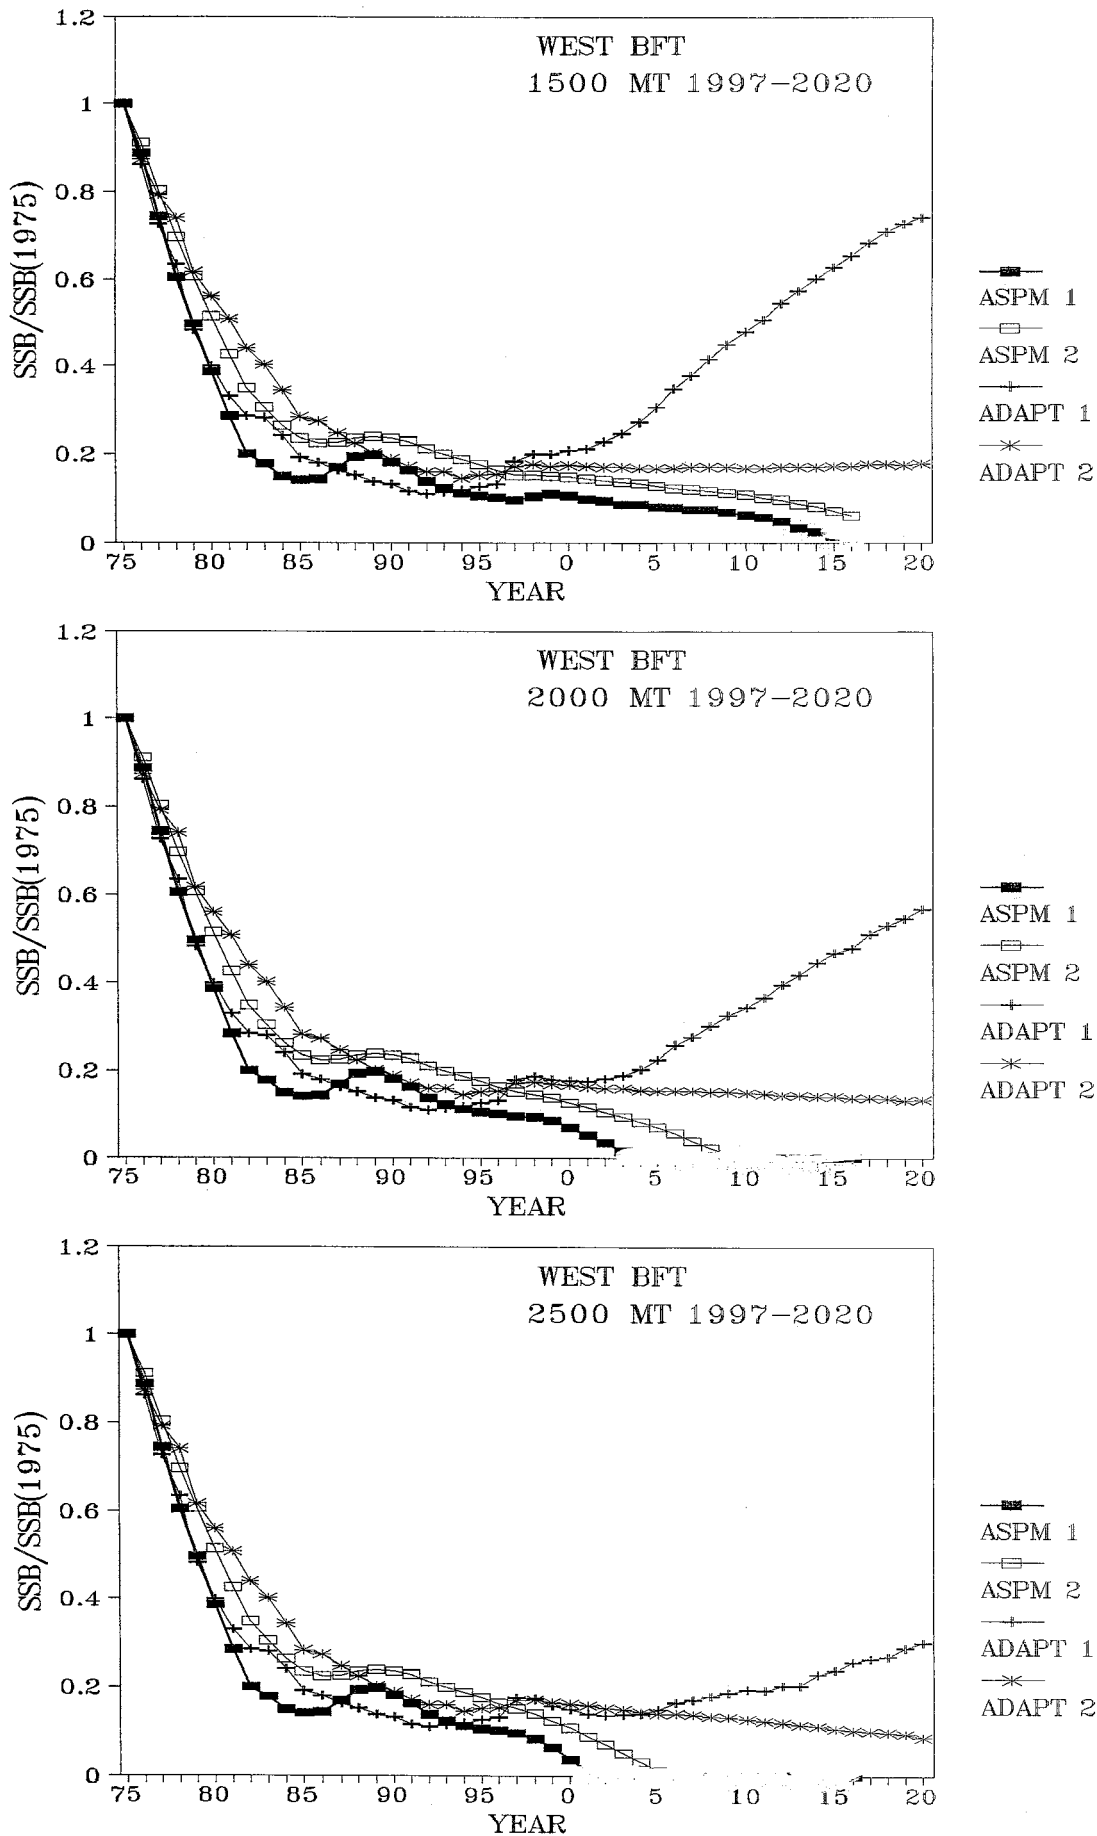 1.2
WEST BFT
1500 MT 1997-2020
1
0.8
0.6
0.4
0.2
0
SSB/SSB(1975)
75 80 85 90 95 0 5 10 15 20
YEAR
ASPM 1
ASPM 2
ADAPT 1
ADAPT 2
1.2
WEST BFT
2000 MT 1997-2020
1
0.8
0.6
0.4
0.2
0
SSB/SSB(1975)
75 80 85 90 95 0 5 10 15 20
YEAR
ASPM 1
ASPM 2
ADAPT 1
ADAPT 2
1.2
WEST BFT
2500 MT 1997-2020
1
0.8
0.6
0.4
0.2
0
SSB/SSB(1975)
75 80 85 90 95 0 5 10 15 20
YEAR
ASPM 1
ASPM 2
ADAPT 1
ADAPT 2